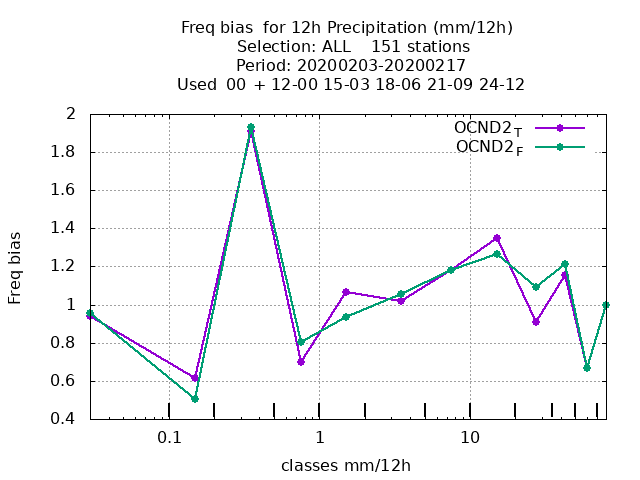 Freq bias  for 12h Precipitation (mm/12h)
Selection: ALL    151 stations
Period: 20200203-20200217
Used  00 + 12-00 15-03 18-06 21-09 24-12
OCND2T
OCND2F
2
1.8
1.6
1.4
1.2
1
0.8
0.6
0.4
Freq bias
0.1 1 10
classes mm/12h